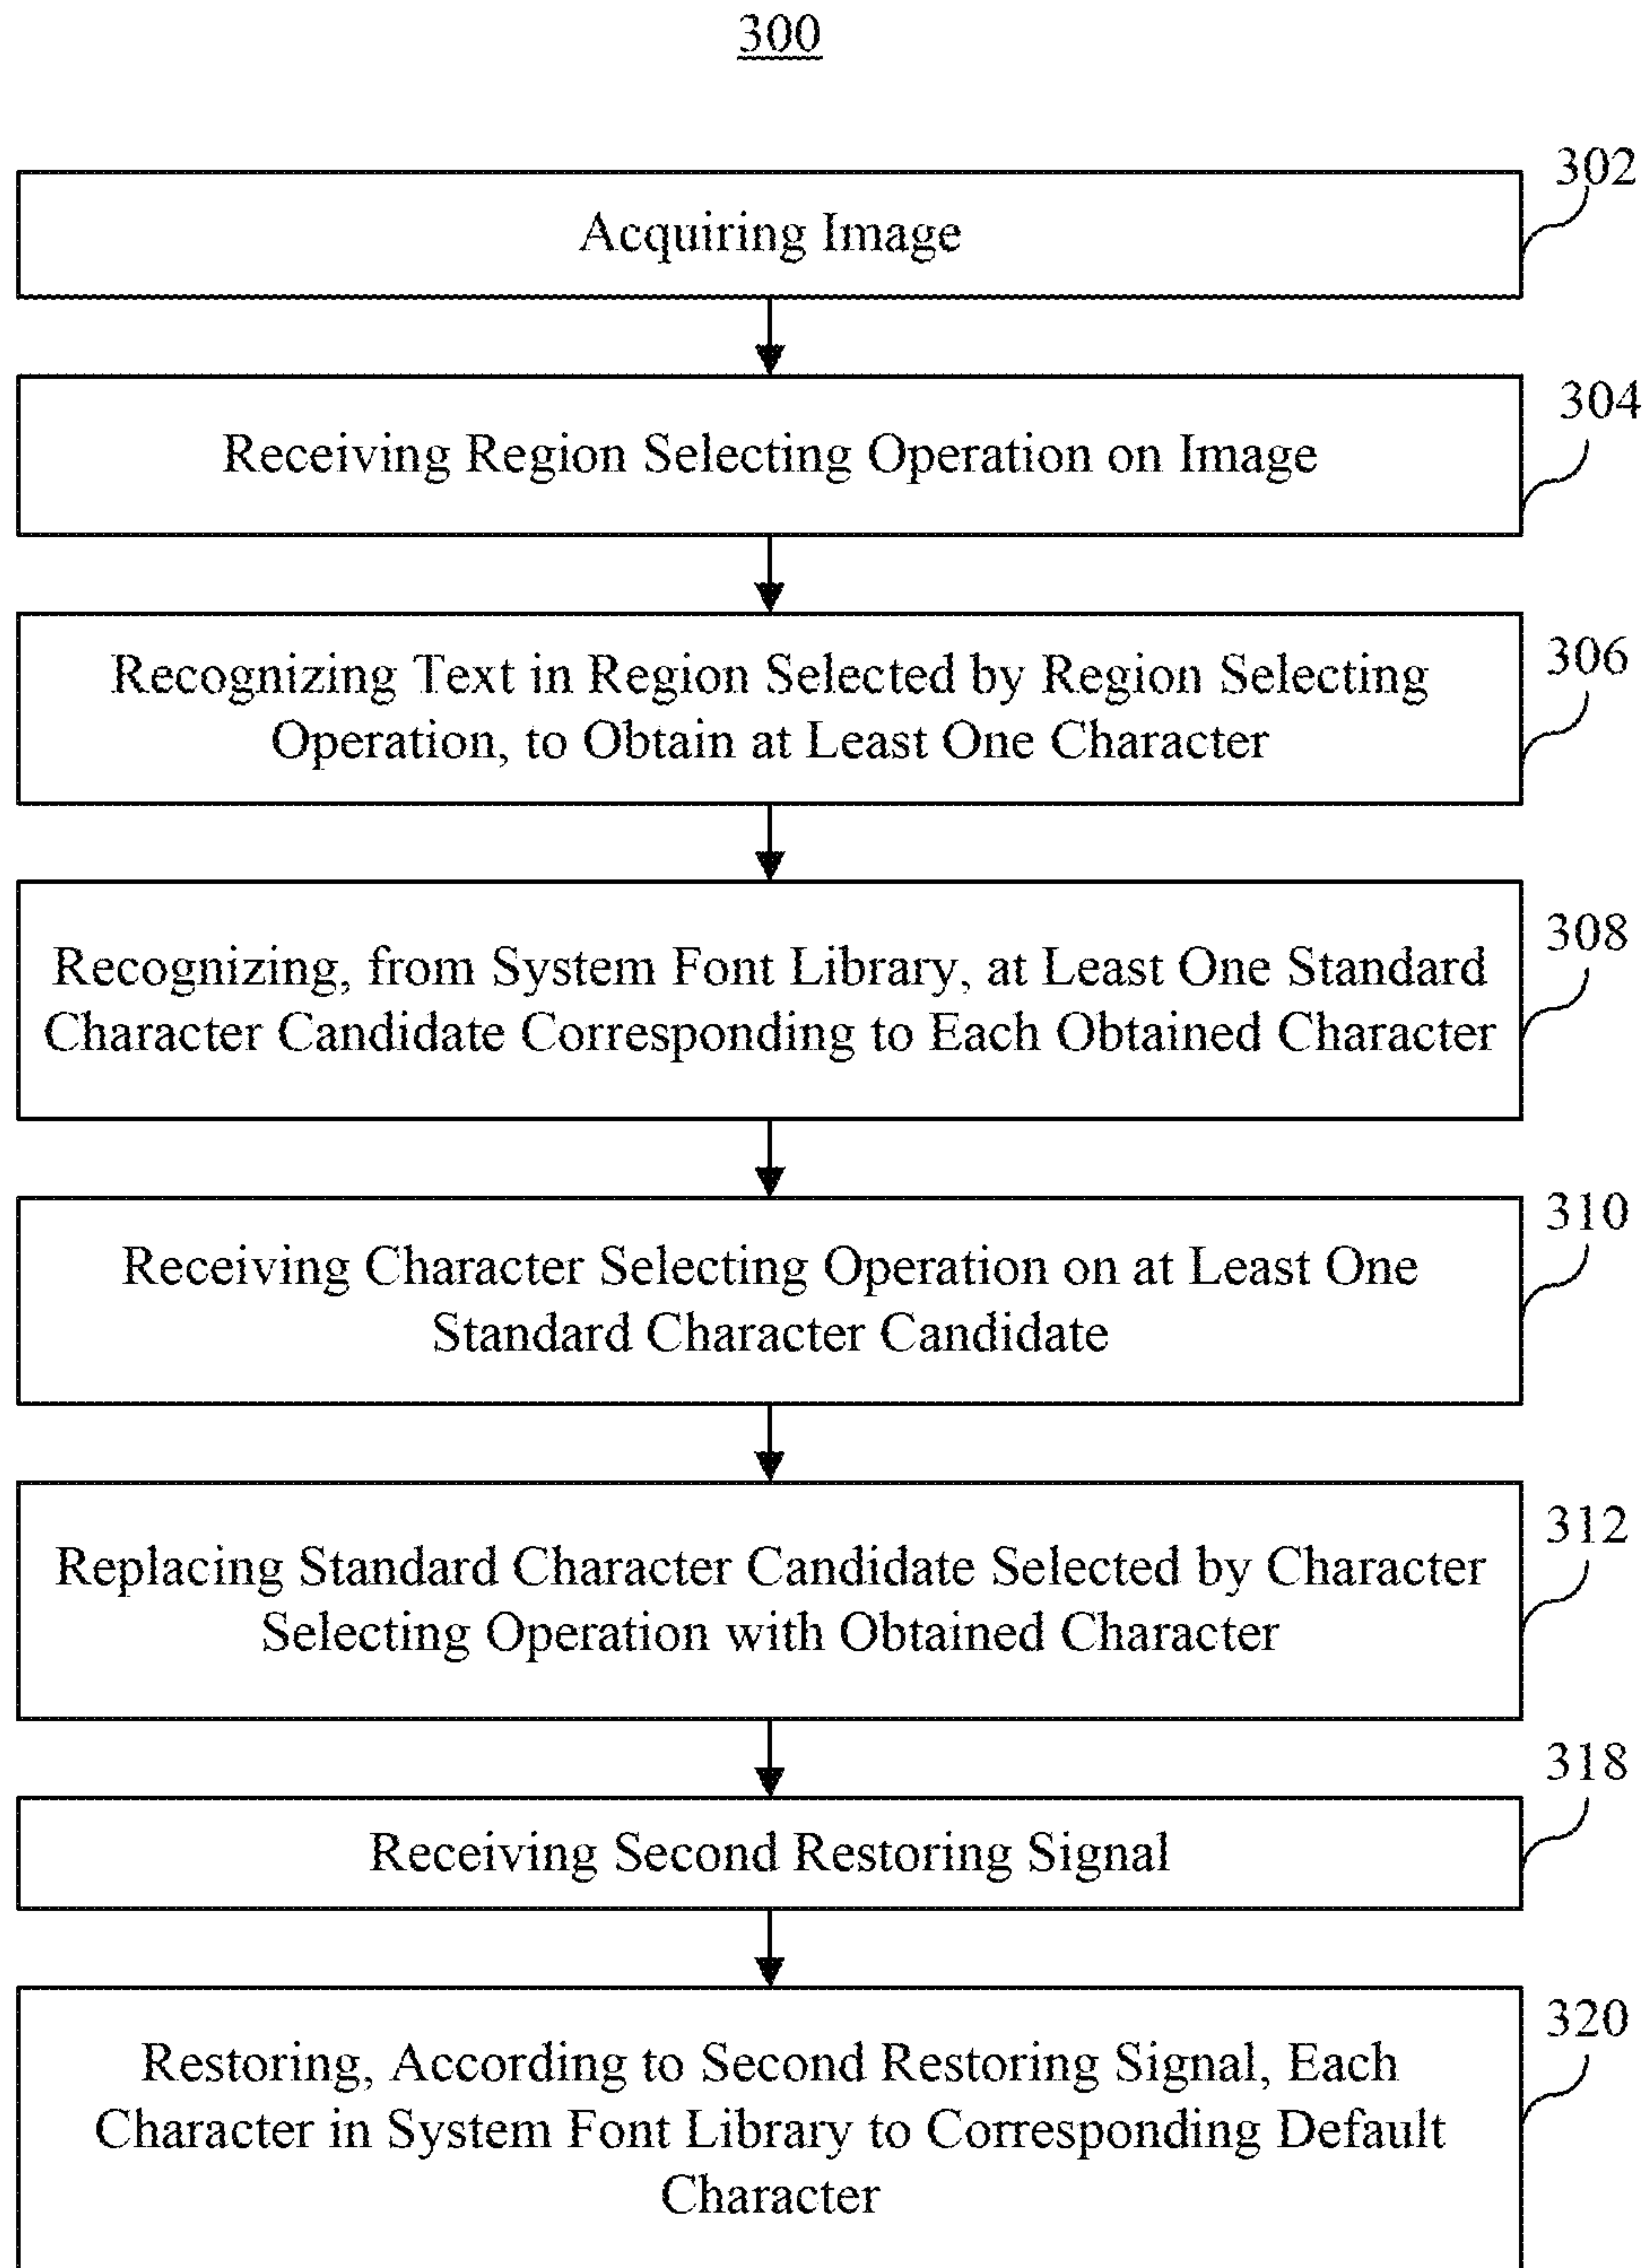 300
302
Acquiring Image
304
Receiving Region Selecting Operation on Image
306
Recognizing Text in Region Selected by Region Selecting
Operation, to Obtain at Least One Character
308
Recognizing, from System Font Library, at Least One Standard
Character Candidate Corresponding to Each Obtained Character
310
Receiving Character Selecting Operation on at Least One
Standard Character Candidate
312
Replacing Standard Character Candidate Selected by Character
Selecting Operation with Obtained Character
318
Receiving Second Restoring Signal
320
Restoring, According to Second Restoring Signal, Each
Character in System Font Library to Corresponding Default
Character